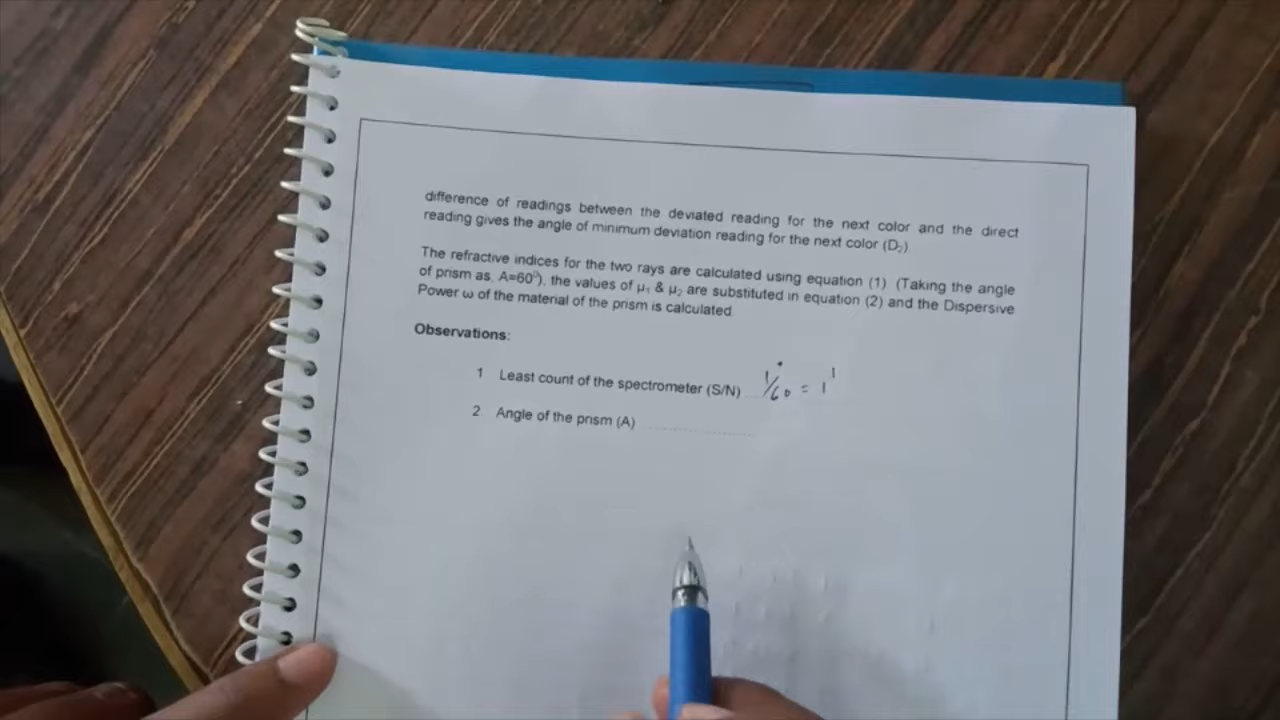 difference of readings between the deviated reading for the next color and the direct
reading gives the angle of minimum deviation reading for the next color (D₂).
The refractive indices for the two rays are calculated using equation (1) (Taking the angle
of prism as, A=60⁰), the values of μ₁ & μ₂ are substituted in equation (2) and the Dispersive
Power ω of the material of the prism is calculated.
Observations:
1 Least count of the spectrometer (S/N) 1°/60 = 1'
2 Angle of the prism (A) ....................